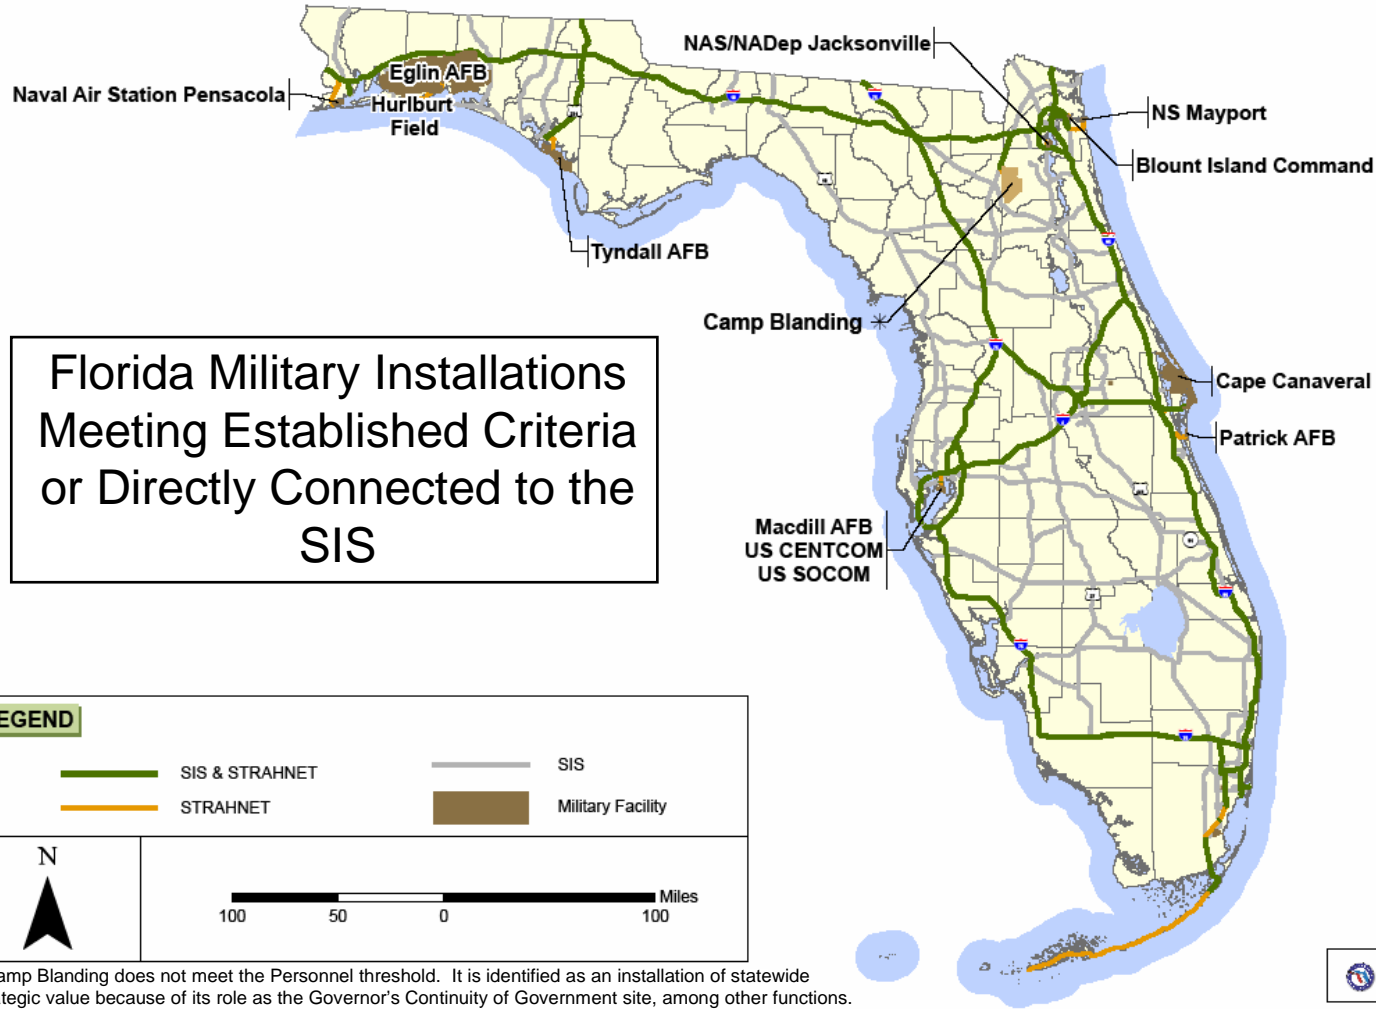 NAS/NADep Jacksonville
Eglin AFB
Naval Air Station Pensacola
Hurlburt
Field
NS Mayport
Blount Island Command
Tyndall AFB
Camp Blanding
Florida Military Installations
Meeting Established Criteria
or Directly Connected to the
SIS
Cape Canaveral
Patrick AFB
Macdill AFB
US CENTCOM
US SOCOM
EGEND
SIS & STRAHNET
SIS
STRAHNET
Military Facility
N
Miles
100 50 0 100
amp Blanding does not meet the Personnel threshold. It is identified as an installation of statewide
ategic value because of its role as the Governor's Continuity of Government site, among other functions.